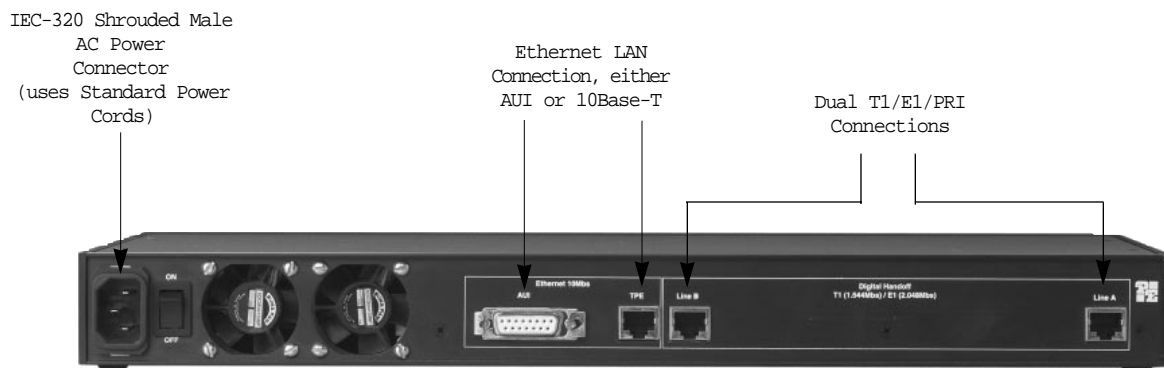 IEC-320 Shrouded Male
AC Power
Connector
(uses Standard Power
Cords)
Ethernet LAN
Connection, either
AUI or 10Base-T
Dual T1/E1/PRI
Connections
ON
OFF
Ethernet 10Mbs
AUI
TPE
Line B
Digital Handoff
T1 (1.544Mbs) / E1 (2.048Mbs)
Line A